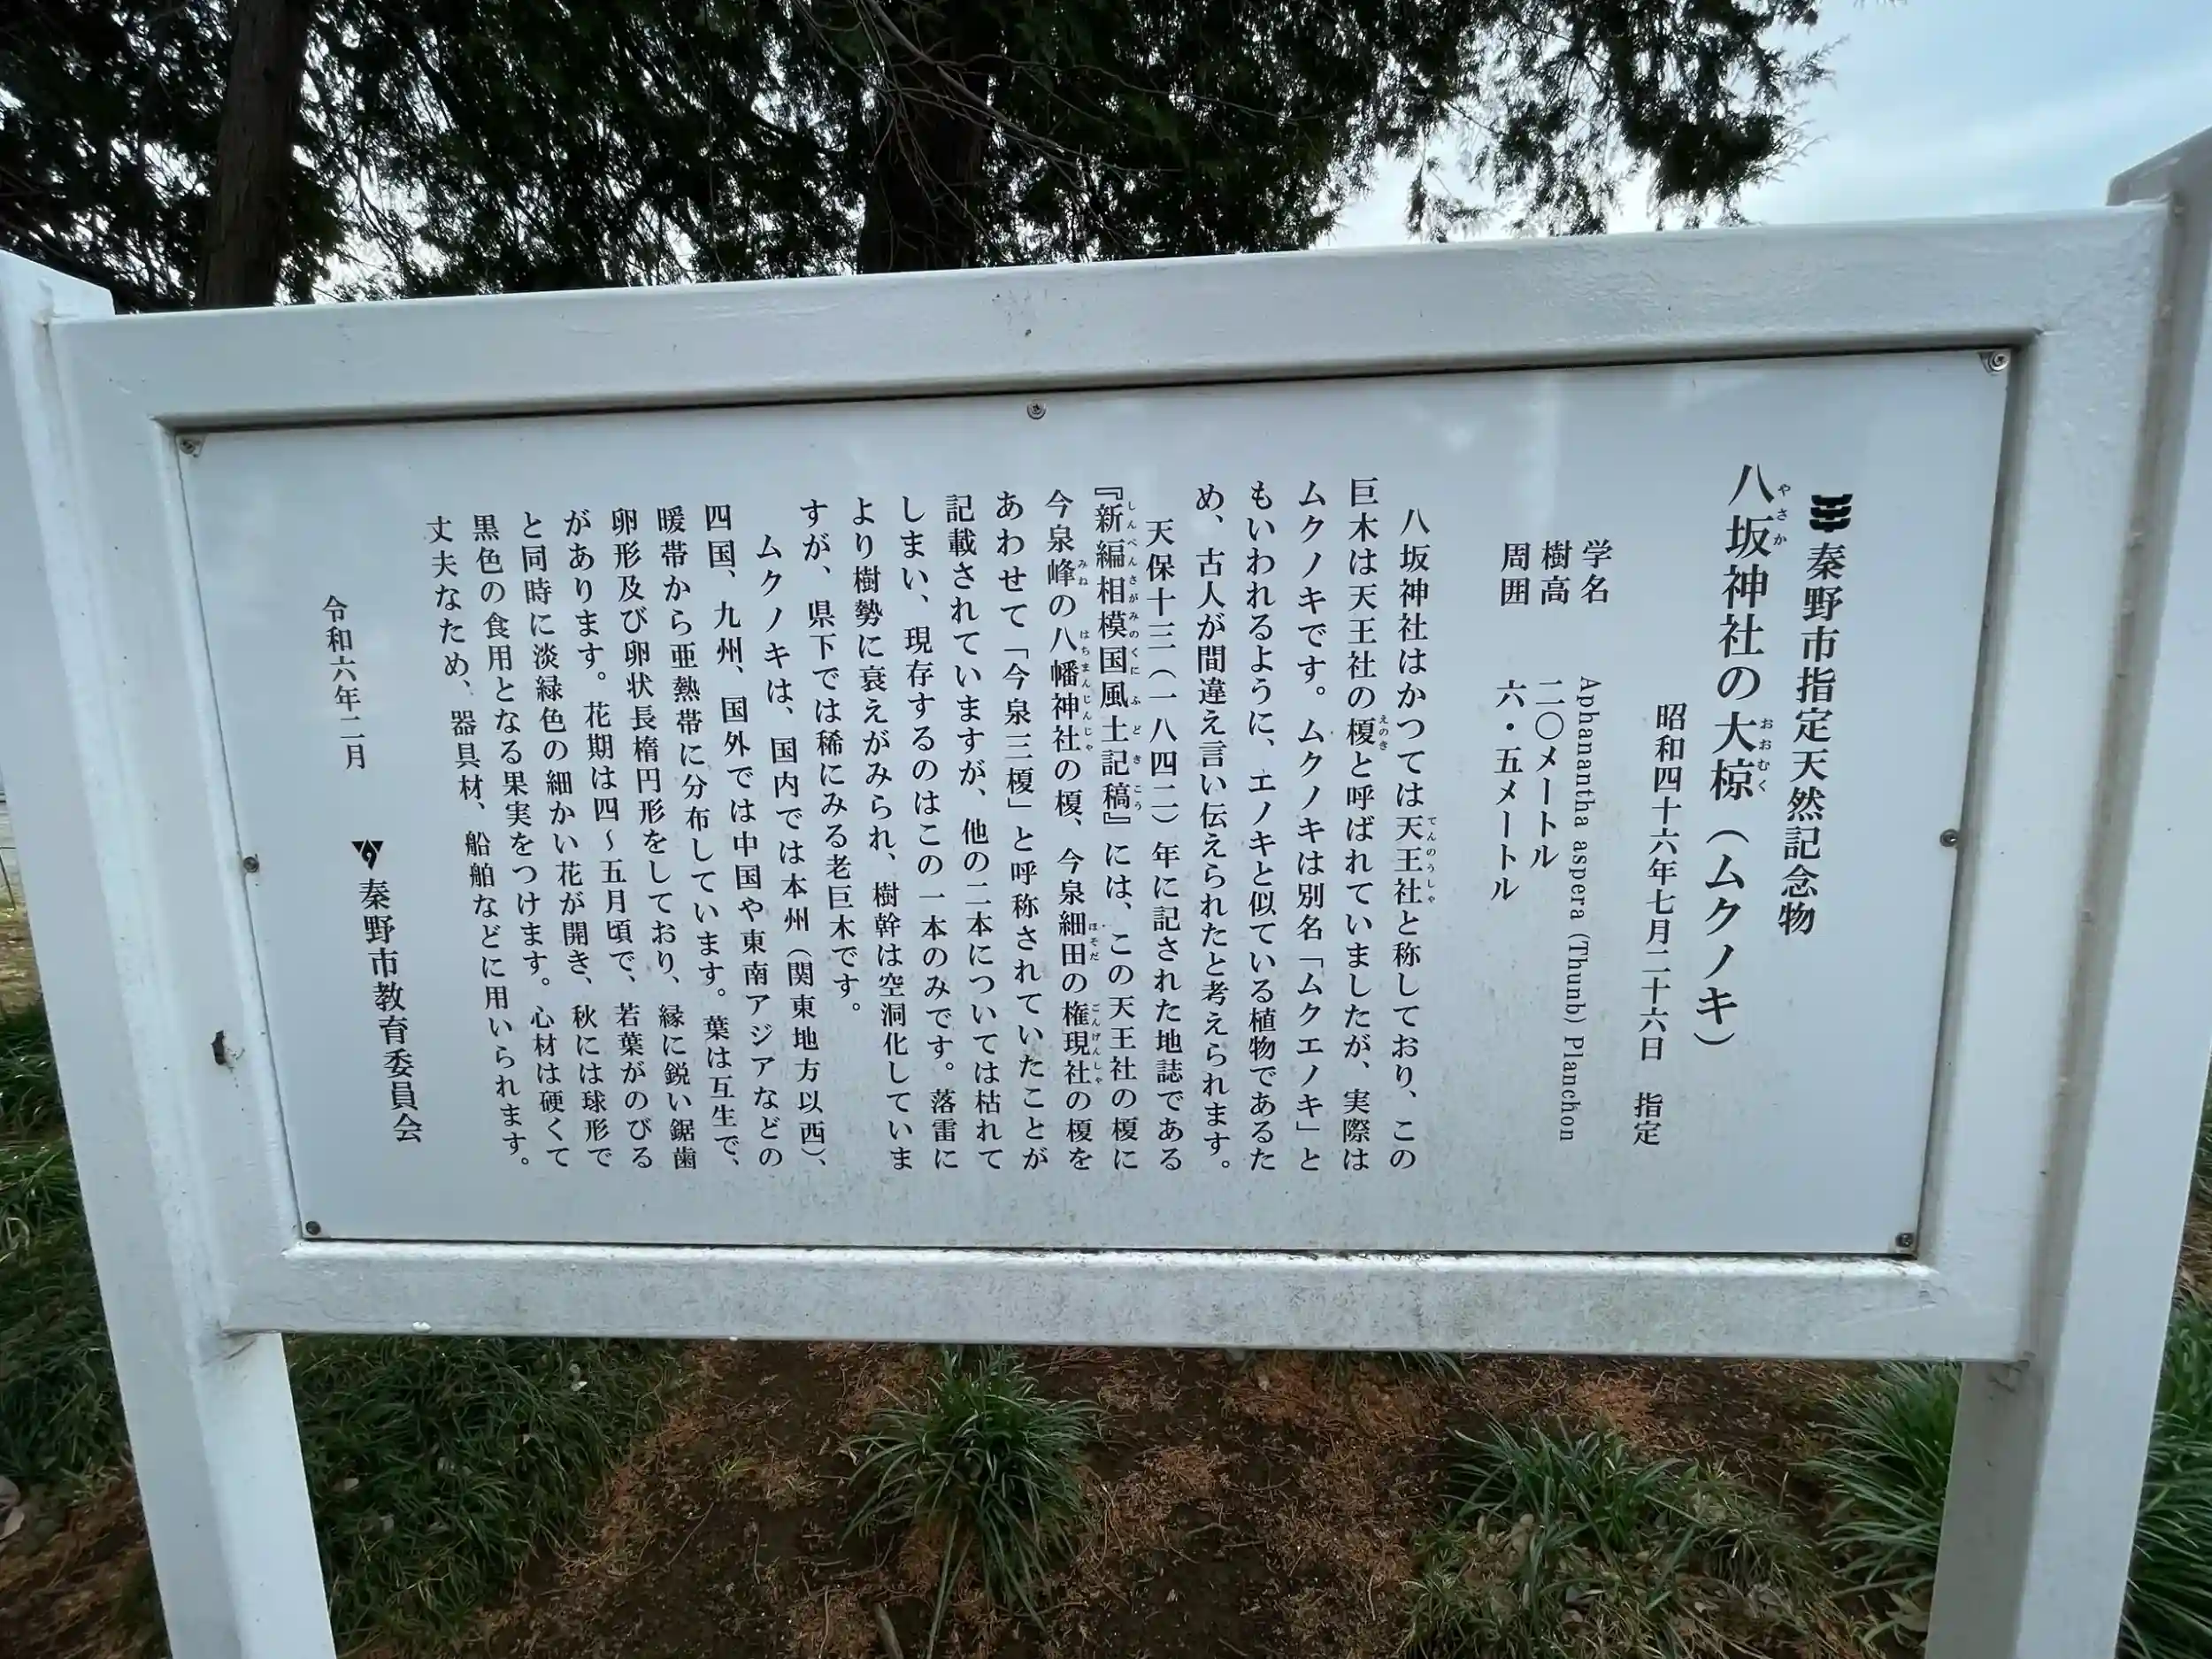 秦野市指定天然記念物
八坂神社の大椋（ムクノキ）
昭和四十六年七月二十六日　指定
学名　Aphanantha aspera (Thunb) Planchon
樹高　二〇メートル
周囲　六・五メートル
八坂神社はかつては天王社と称しており、この
巨木は天王社の榎と呼ばれていましたが、実際は
ムクノキです。ムクノキは別名「ムクエノキ」と
もいわれるように、エノキと似ている植物であるた
め、古人が間違え言い伝えられたと考えられます。
天保十三（一八四二）年に記された地誌である
『新編相模国風土記稿』には、この天王社の榎に
今泉峰の八幡神社の榎、今泉細田の権現社の榎を
あわせて「今泉三榎」と呼称されていたことが
記載されていますが、他の二本については枯れて
しまい、現存するのはこの一本のみです。落雷に
より樹勢に衰えがみられ、樹幹は空洞化していま
すが、県下では稀にみる老巨木です。
ムクノキは、国内では本州（関東地方以西）、
四国、九州、国外では中国や東南アジアなどの
暖帯から亜熱帯に分布しています。葉は互生で、
卵形及び卵状長楕円形をしており、縁に鋭い鋸歯
があります。花期は四～五月頃で、若葉がのびる
と同時に淡緑色の細かい花が開き、秋には球形で
黒色の食用となる果実をつけます。心材は硬くて
丈夫なため、器具材、船舶などに用いられます。
令和六年二月
秦野市教育委員会